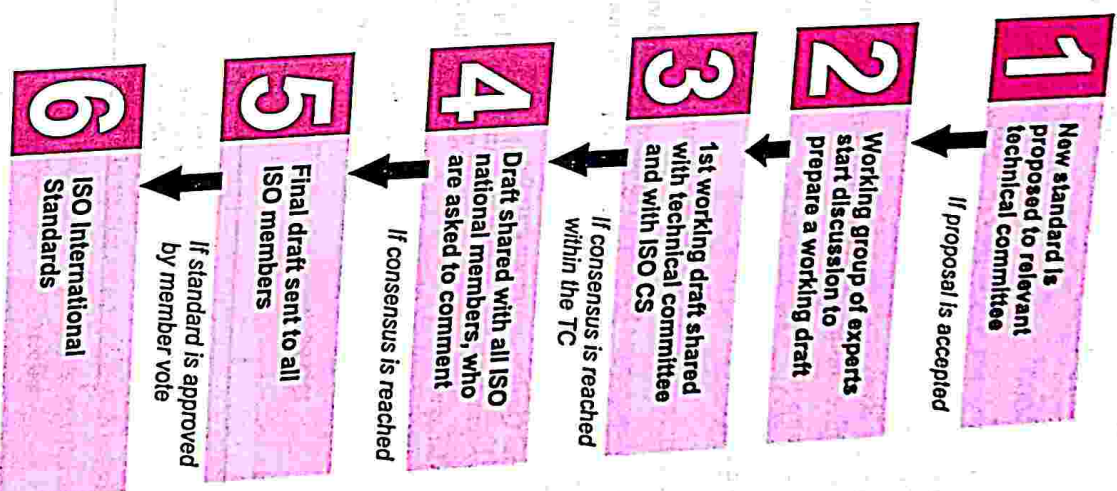 1
New standard is
proposed to relevant
technical committee
If proposal is accepted
2
Working group of experts
start discussion to
prepare a working draft
3
1st working draft shared
with technical committee
and with ISO CS
If consensus is reached
within the TC
4
Draft shared with all ISO
national members, who
are asked to comment
If consensus is reached
5
Final draft sent to all
ISO members
If standard is approved
by member vote
6
ISO International
Standards